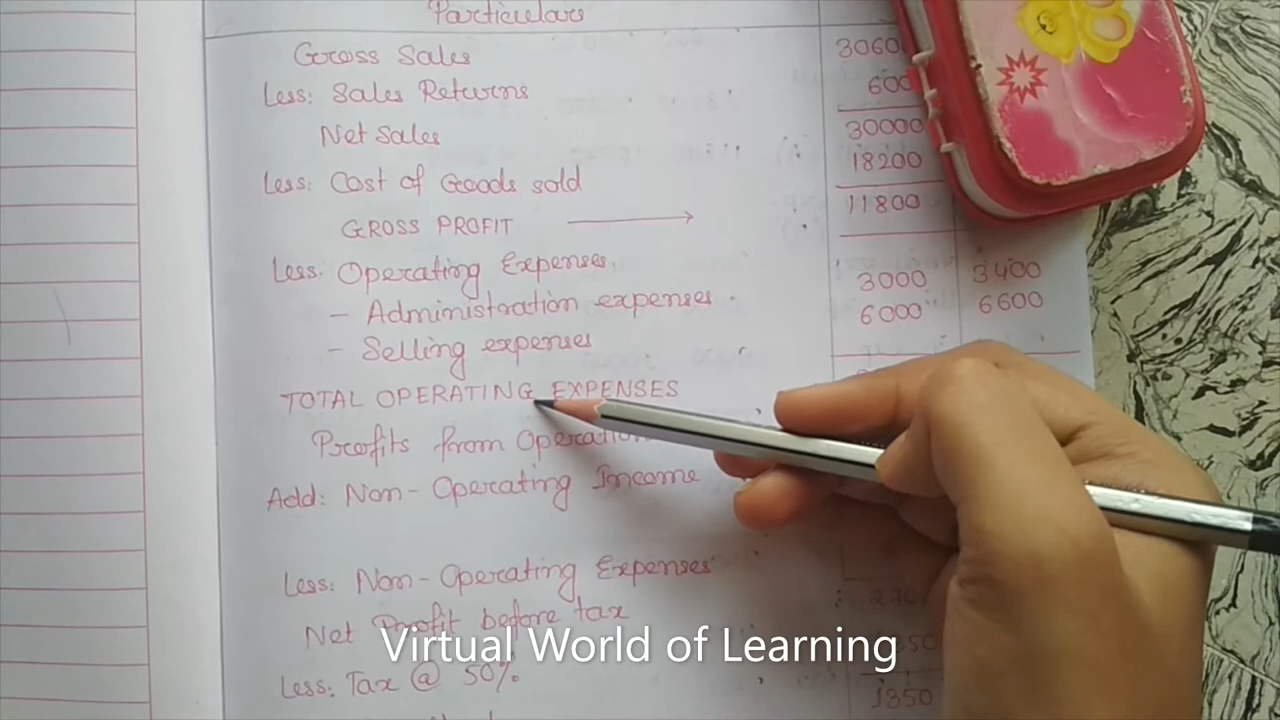 Particulars
Gross Sales 3060
Less: Sales Returns 600
Net Sales 30000
Less: Cost of Goods sold 18200
GROSS PROFIT → 11800
Less. Operating Expenses
- Administration expenses 3000 3400
- Selling expenses 6000 6600
TOTAL OPERATING EXPENSES
Profits from Operation
Add: Non-Operating Income
Less: Non-Operating Expenses
Net Profit before tax
Less: Tax @ 50% 1350
Virtual World of Learning